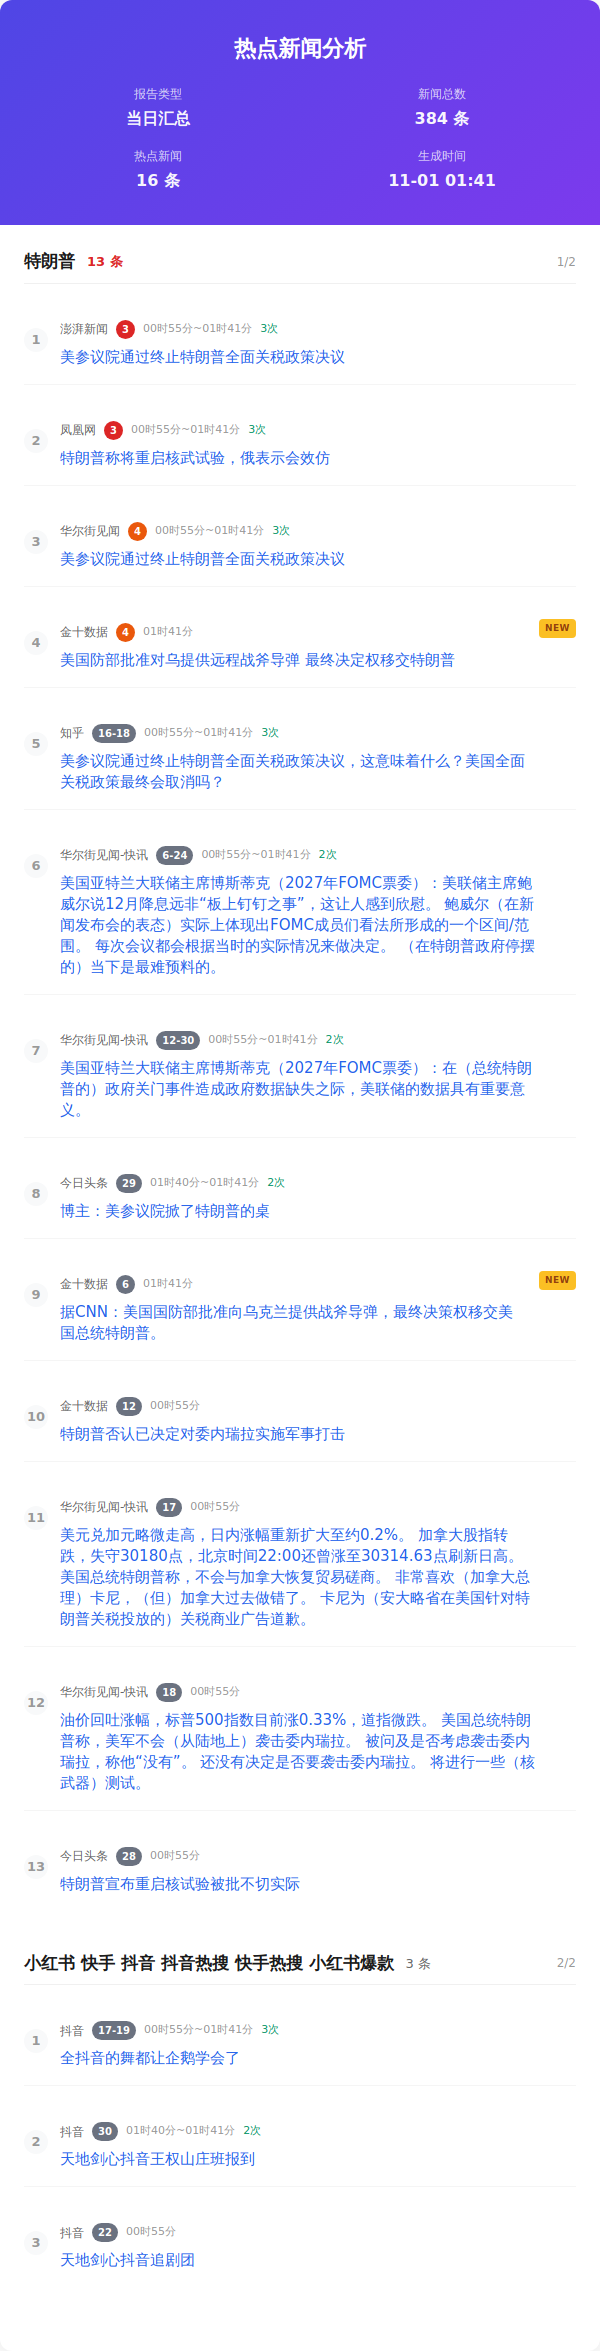 热点新闻分析
报告类型
当日汇总
新闻总数
384 条
热点新闻
16 条
生成时间
11-01 01:41
特朗普 13 条 1/2
1
澎湃新闻 3 00时55分~01时41分 3次
美参议院通过终止特朗普全面关税政策决议
2
凤凰网 3 00时55分~01时41分 3次
特朗普称将重启核武试验，俄表示会效仿
3
华尔街见闻 4 00时55分~01时41分 3次
美参议院通过终止特朗普全面关税政策决议
4
金十数据 4 01时41分 NEW
美国防部批准对乌提供远程战斧导弹 最终决定权移交特朗普
5
知乎 16-18 00时55分~01时41分 3次
美参议院通过终止特朗普全面关税政策决议，这意味着什么？美国全面
关税政策最终会取消吗？
6
华尔街见闻-快讯 6-24 00时55分~01时41分 2次
美国亚特兰大联储主席博斯蒂克（2027年FOMC票委）：美联储主席鲍
威尔说12月降息远非“板上钉钉之事”，这让人感到欣慰。 鲍威尔（在新
闻发布会的表态）实际上体现出FOMC成员们看法所形成的一个区间/范
围。 每次会议都会根据当时的实际情况来做决定。 （在特朗普政府停摆
的）当下是最难预料的。
7
华尔街见闻-快讯 12-30 00时55分~01时41分 2次
美国亚特兰大联储主席博斯蒂克（2027年FOMC票委）：在（总统特朗
普的）政府关门事件造成政府数据缺失之际，美联储的数据具有重要意
义。
8
今日头条 29 01时40分~01时41分 2次
博主：美参议院掀了特朗普的桌
9
金十数据 6 01时41分 NEW
据CNN：美国国防部批准向乌克兰提供战斧导弹，最终决策权移交美
国总统特朗普。
10
金十数据 12 00时55分
特朗普否认已决定对委内瑞拉实施军事打击
11
华尔街见闻-快讯 17 00时55分
美元兑加元略微走高，日内涨幅重新扩大至约0.2%。 加拿大股指转
跌，失守30180点，北京时间22:00还曾涨至30314.63点刷新日高。
美国总统特朗普称，不会与加拿大恢复贸易磋商。 非常喜欢（加拿大总
理）卡尼，（但）加拿大过去做错了。 卡尼为（安大略省在美国针对特
朗普关税投放的）关税商业广告道歉。
12
华尔街见闻-快讯 18 00时55分
油价回吐涨幅，标普500指数目前涨0.33%，道指微跌。 美国总统特朗
普称，美军不会（从陆地上）袭击委内瑞拉。 被问及是否考虑袭击委内
瑞拉，称他“没有”。 还没有决定是否要袭击委内瑞拉。 将进行一些（核
武器）测试。
13
今日头条 28 00时55分
特朗普宣布重启核试验被批不切实际
小红书 快手 抖音 抖音热搜 快手热搜 小红书爆款 3 条 2/2
1
抖音 17-19 00时55分~01时41分 3次
全抖音的舞都让企鹅学会了
2
抖音 30 01时40分~01时41分 2次
天地剑心抖音王权山庄班报到
3
抖音 22 00时55分
天地剑心抖音追剧团